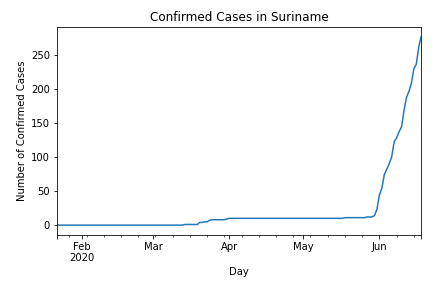 Confirmed Cases in Suriname
Number of Confirmed Cases
250
200
150
100
50
0
Feb
2020
Mar
Apr
May
Jun
Day